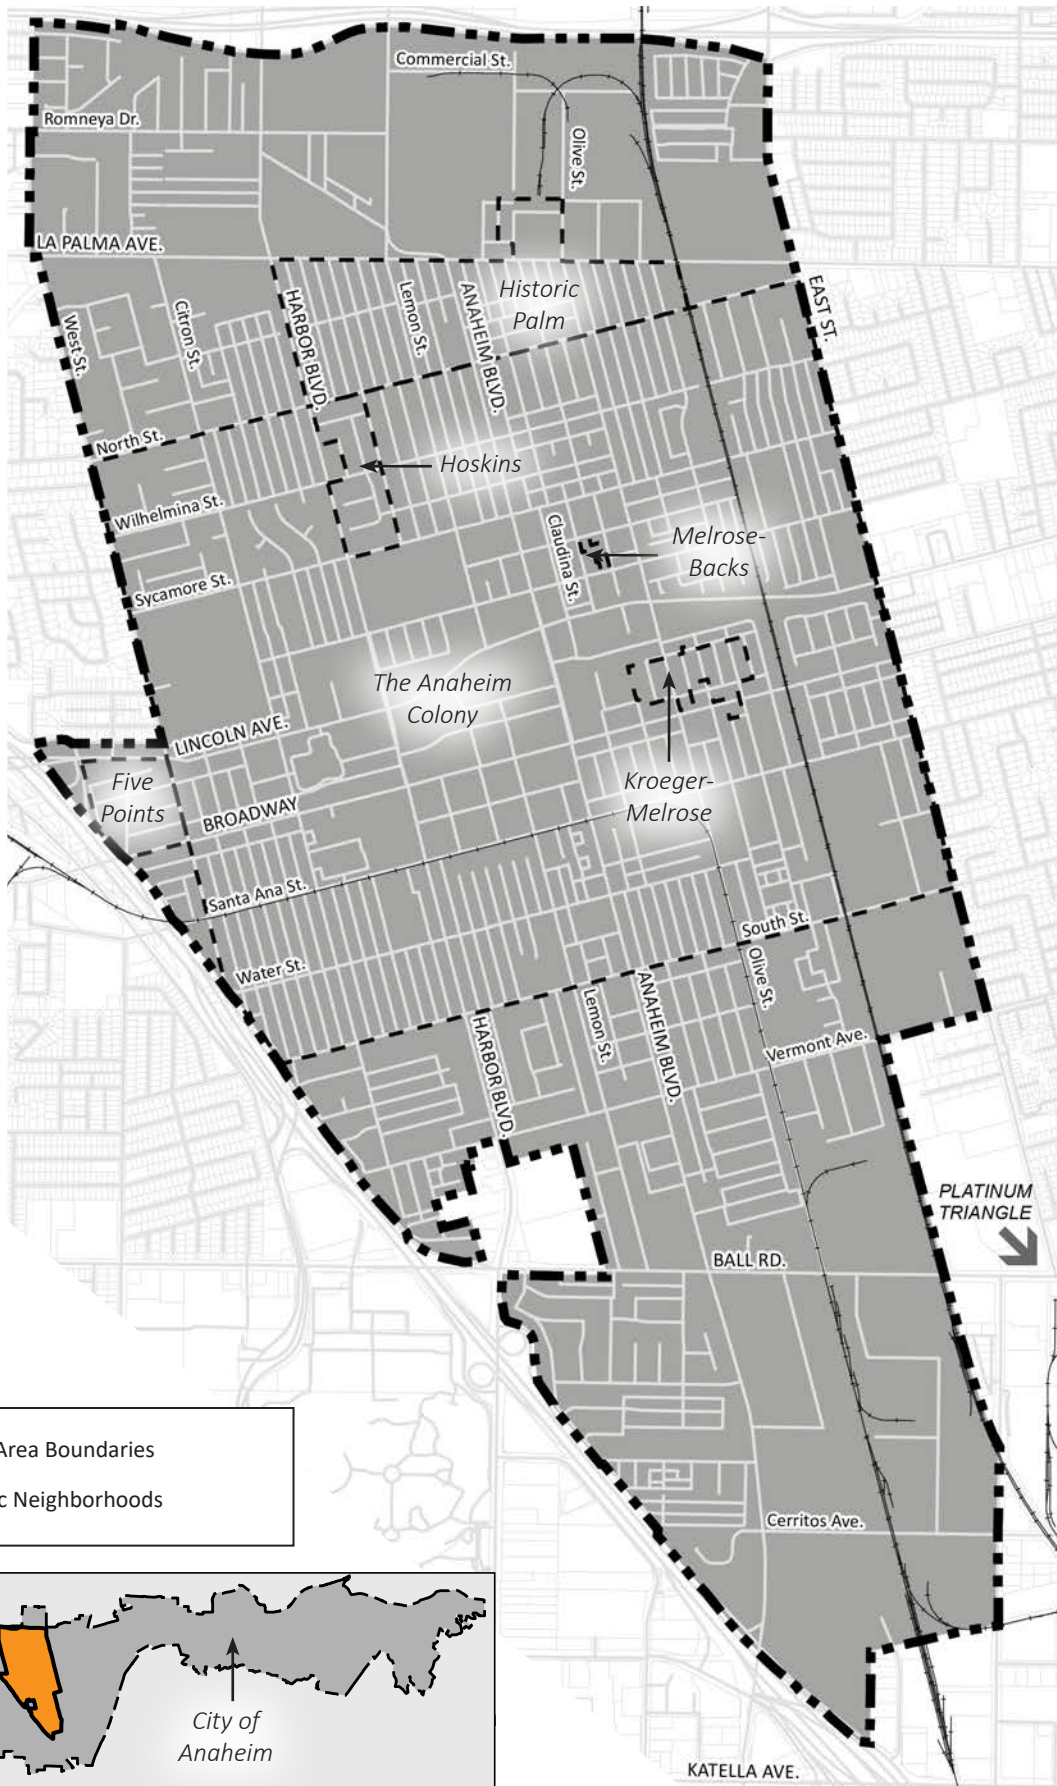 Commercial St.
Romneya Dr.
Olive St.
LA PALMA AVE.
Historic
Palm
EAST ST.
HARBOR BLVD.
Lemon St.
ANAHEIM BLVD.
Citron St.
West St.
North St.
Hoskins
Wilhelmina St.
Claudina St.
Melrose-
Backs
Sycamore St.
The Anaheim
Colony
LINCOLN AVE.
Five
Points
Kroeger-
Melrose
BROADWAY
Santa Ana St.
South St.
Water St.
Olive St.
Lemon St.
ANAHEIM BLVD.
HARBOR BLVD.
Vermont Ave.
PLATINUM
TRIANGLE
BALL RD.
Area Boundaries
c Neighborhoods
Cerritos Ave.
City of
Anaheim
KATELLA AVE.